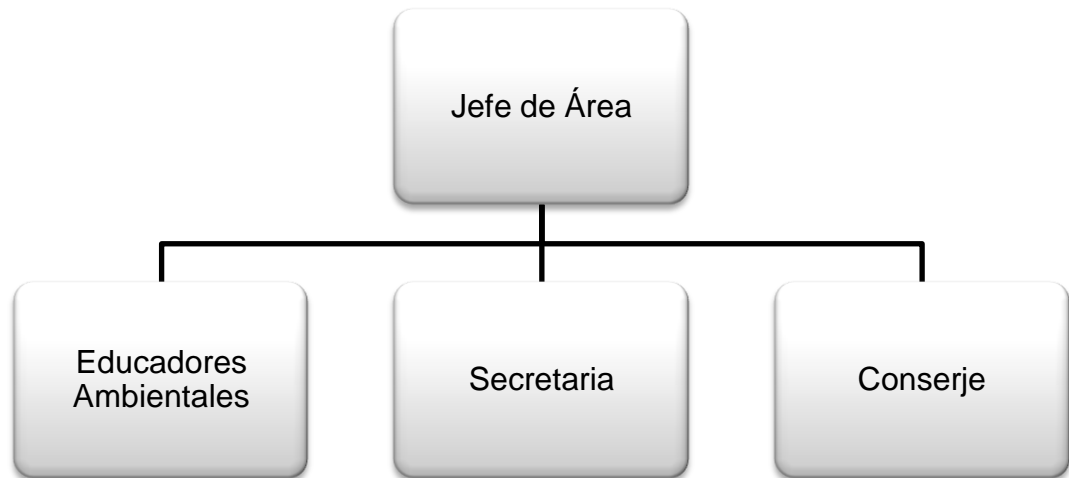 Jefe de Área
Educadores
Ambientales
Secretaria
Conserje